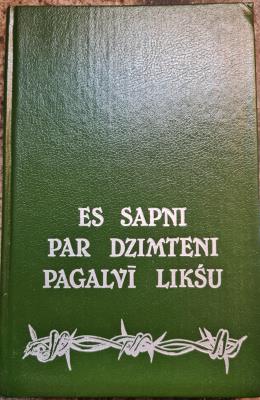 ES SAPNI
PAR DZIMTENI
PAGALVĪ LIKŠU